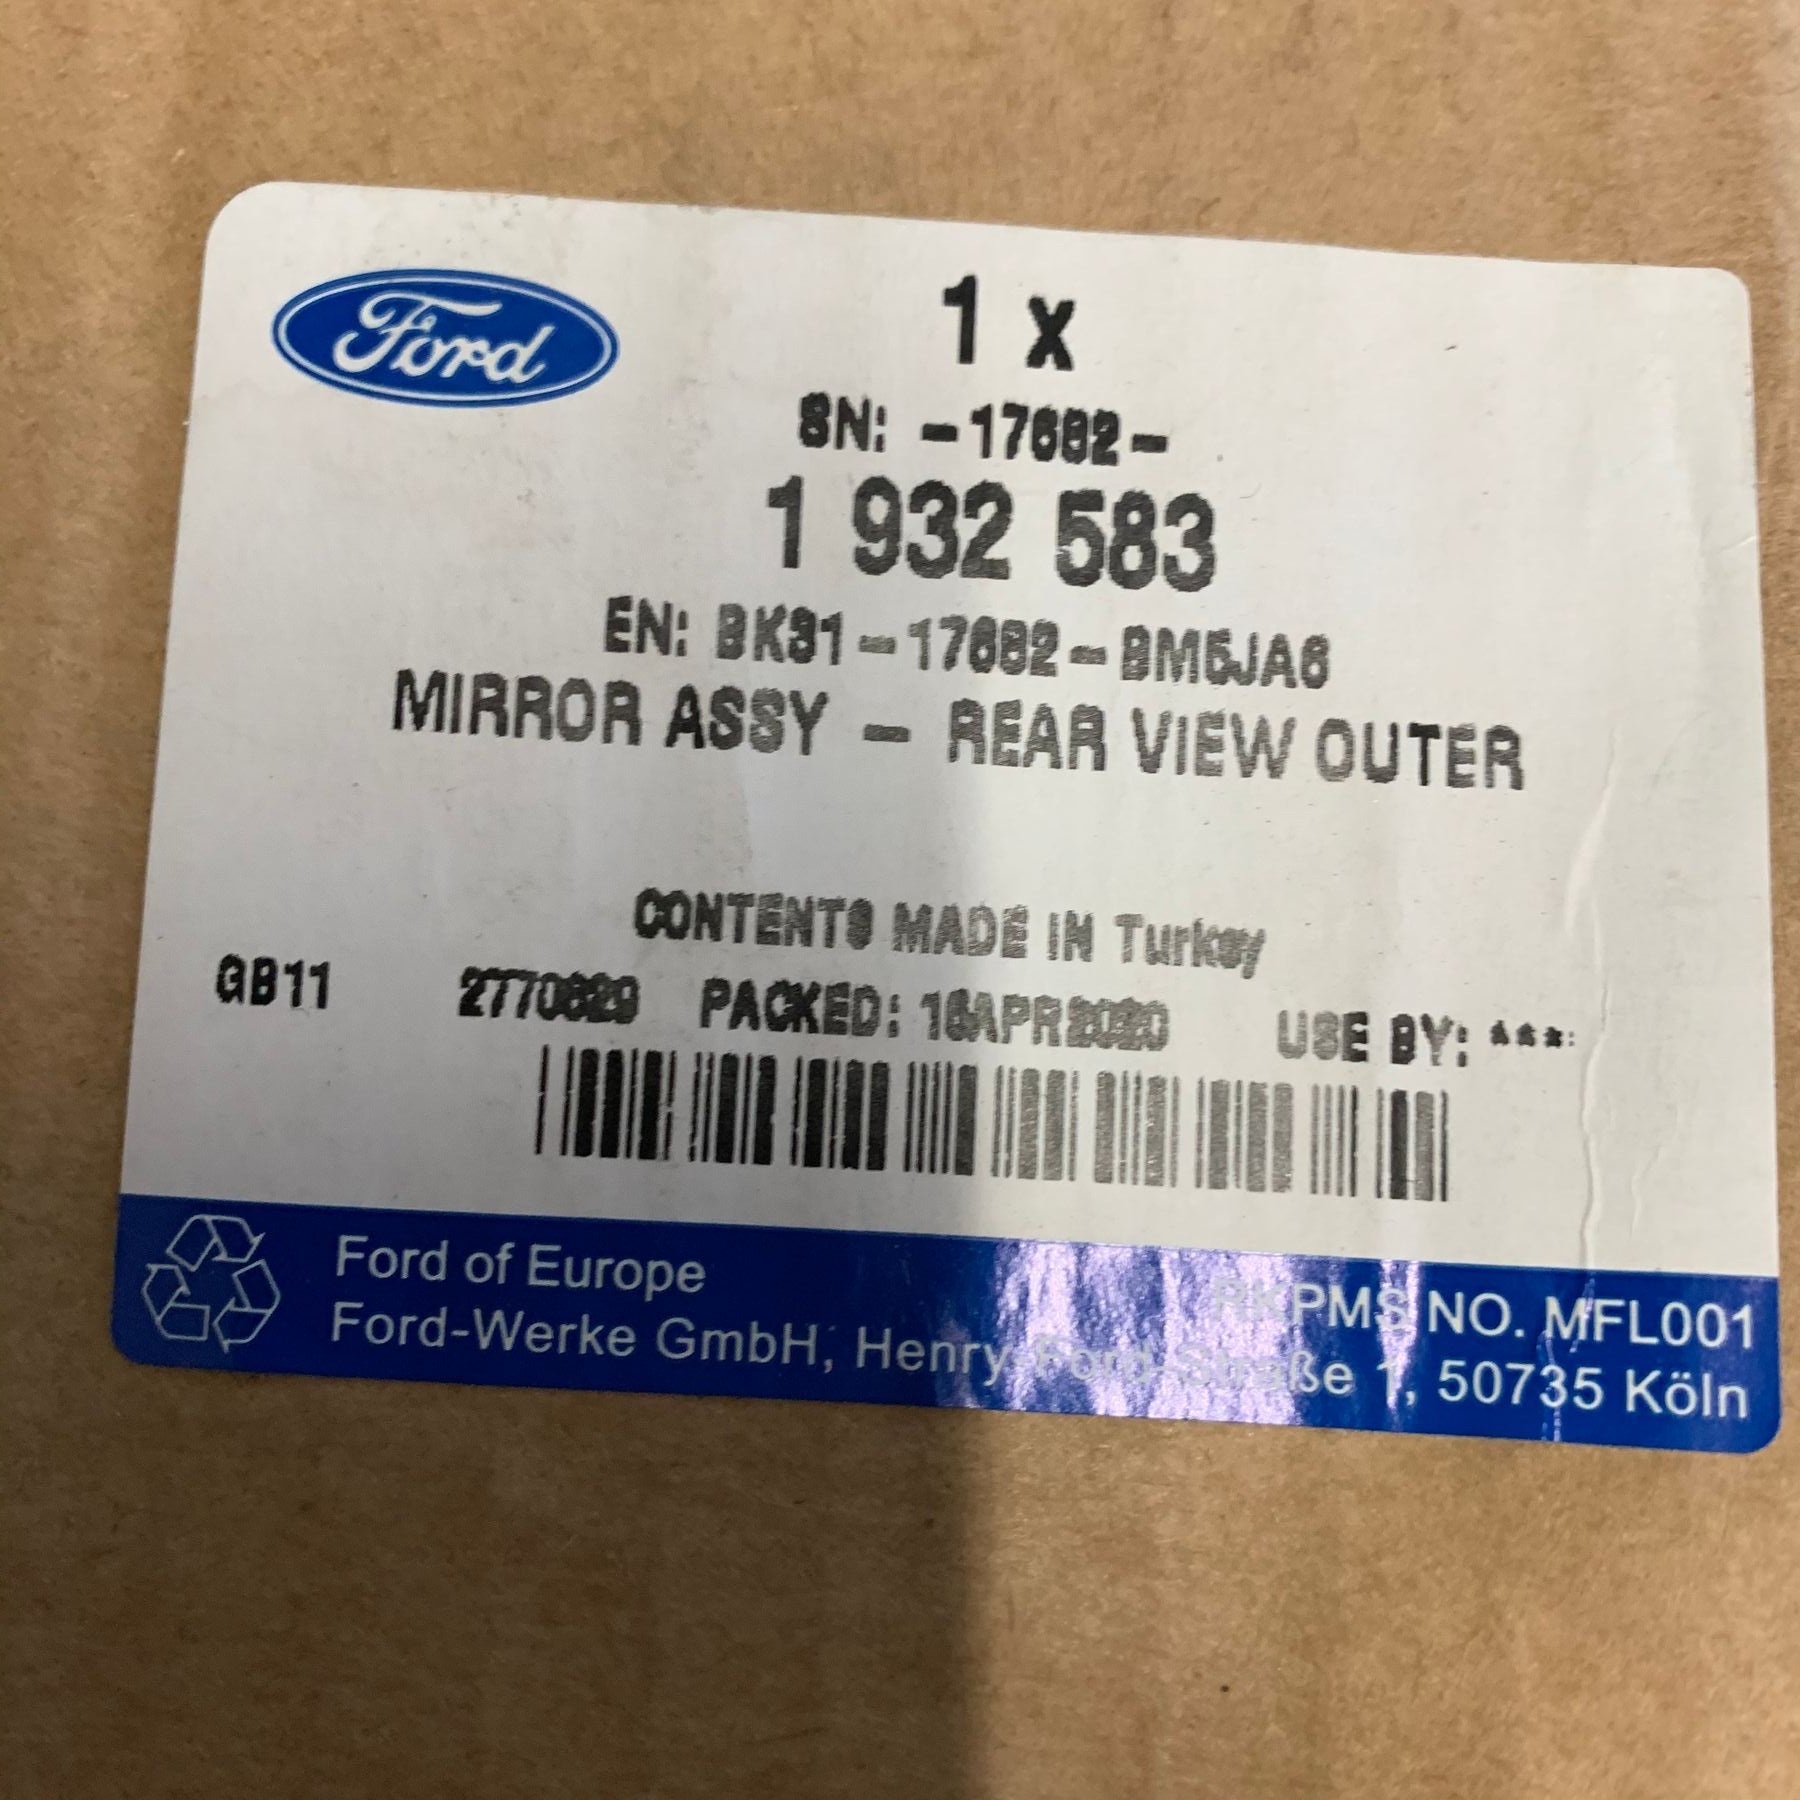 Ford
1 x
SN: -17682-
1 932 583
EN: BK31-17682-BM5JA6
MIRROR ASSY - REAR VIEW OUTER
CONTENTS MADE IN Turkey
GB11 PACKED: USE BY: ***
Ford of Europe RKPMS NO. MFL001
Ford-Werke GmbH, Henry-Ford-Straße 1, 50735 Köln